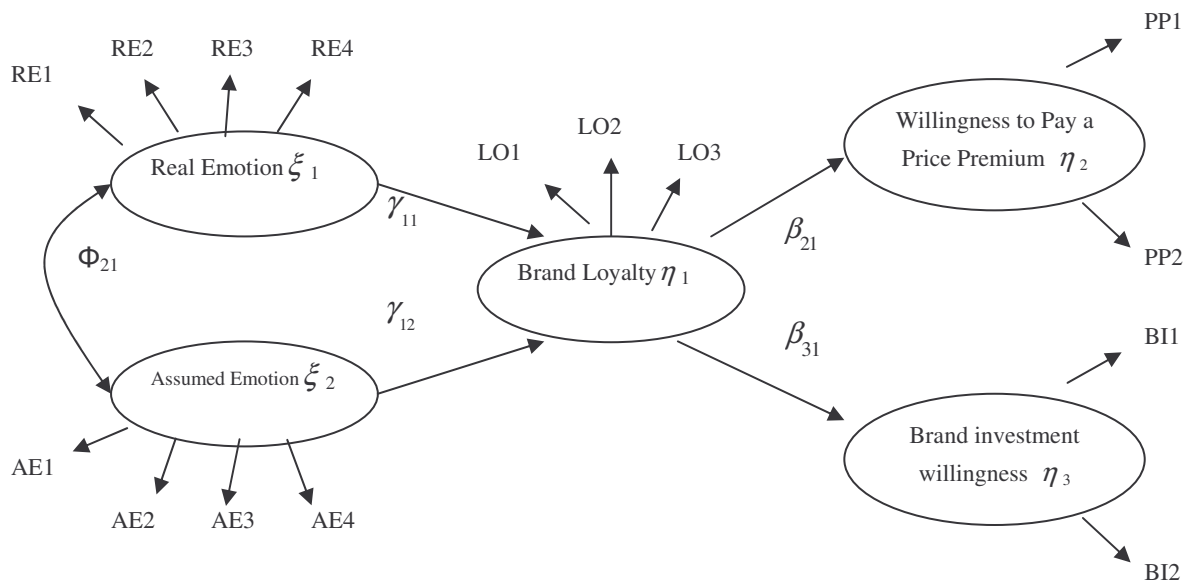 PP1
RE2
RE3
RE4
RE1
LO2
Willingness to Pay a
Price Premium η2
LO1
LO3
Real Emotion ξ1
γ11
β21
Φ21
PP2
Brand Loyalty η1
γ12
β31
BI1
Assumed Emotion ξ2
Brand investment
willingness η3
AE1
AE2
AE3
AE4
BI2